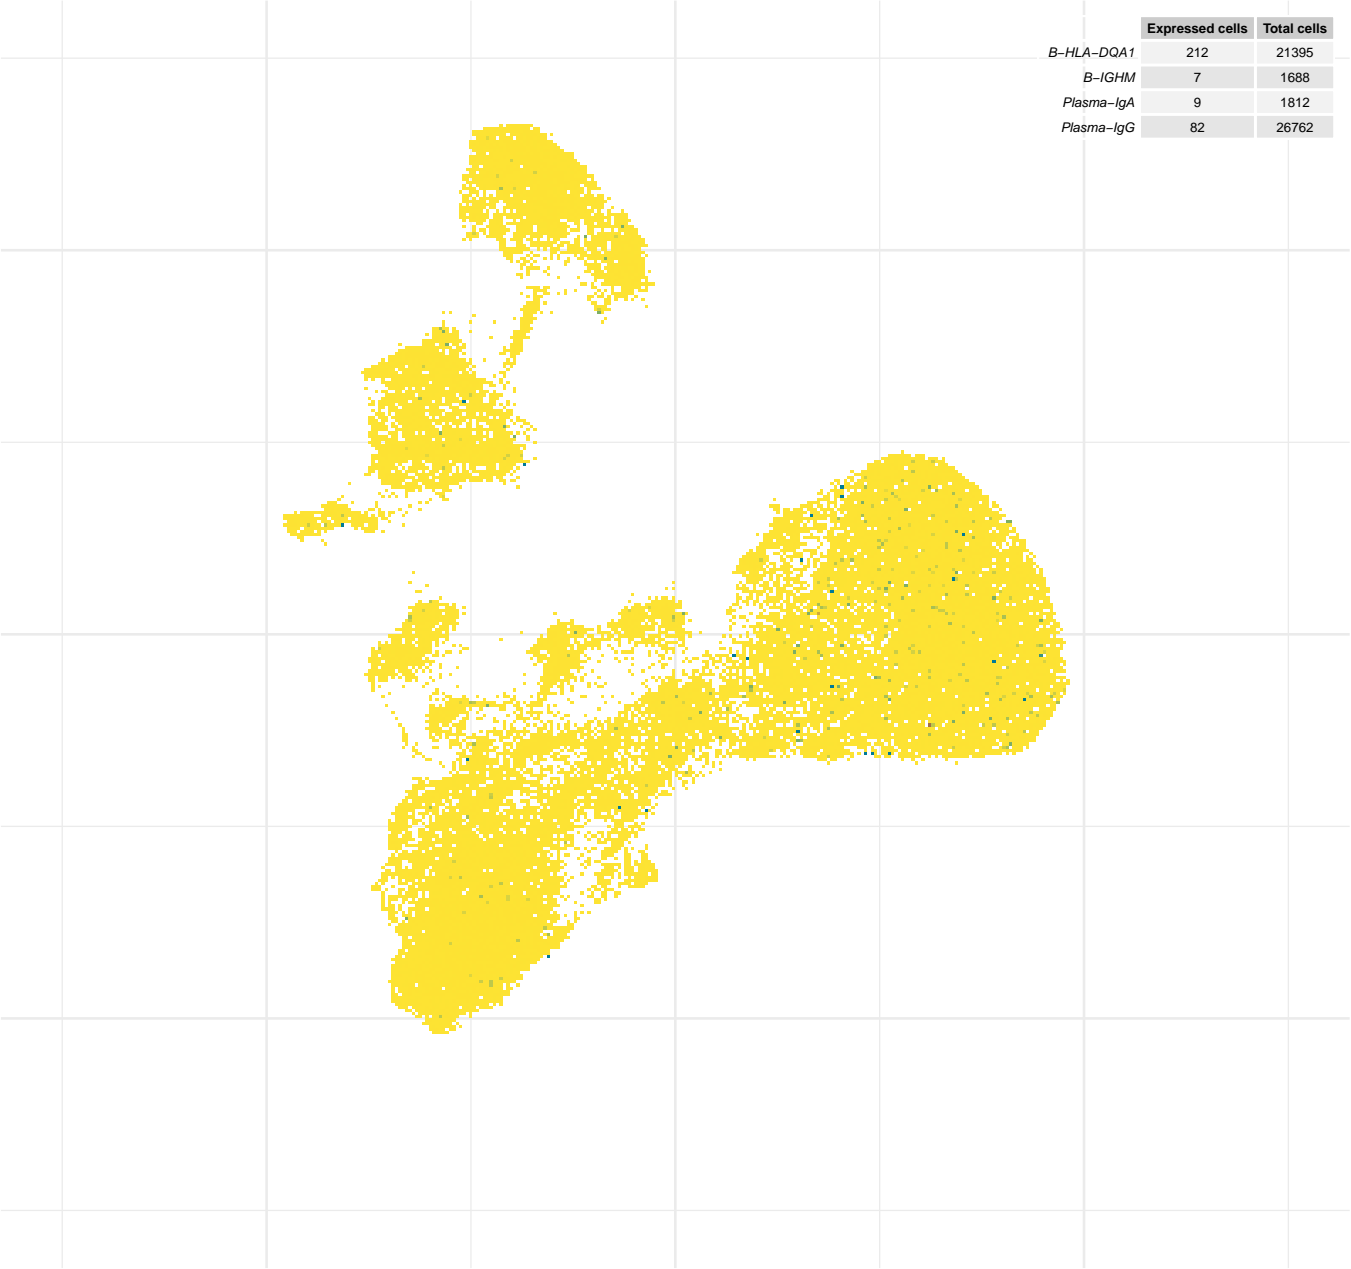 Expressed cells Total cells
B−HLA−DQA1 212 21395
B−IGHM 7 1688
Plasma−IgA 9 1812
Plasma−IgG 82 26762